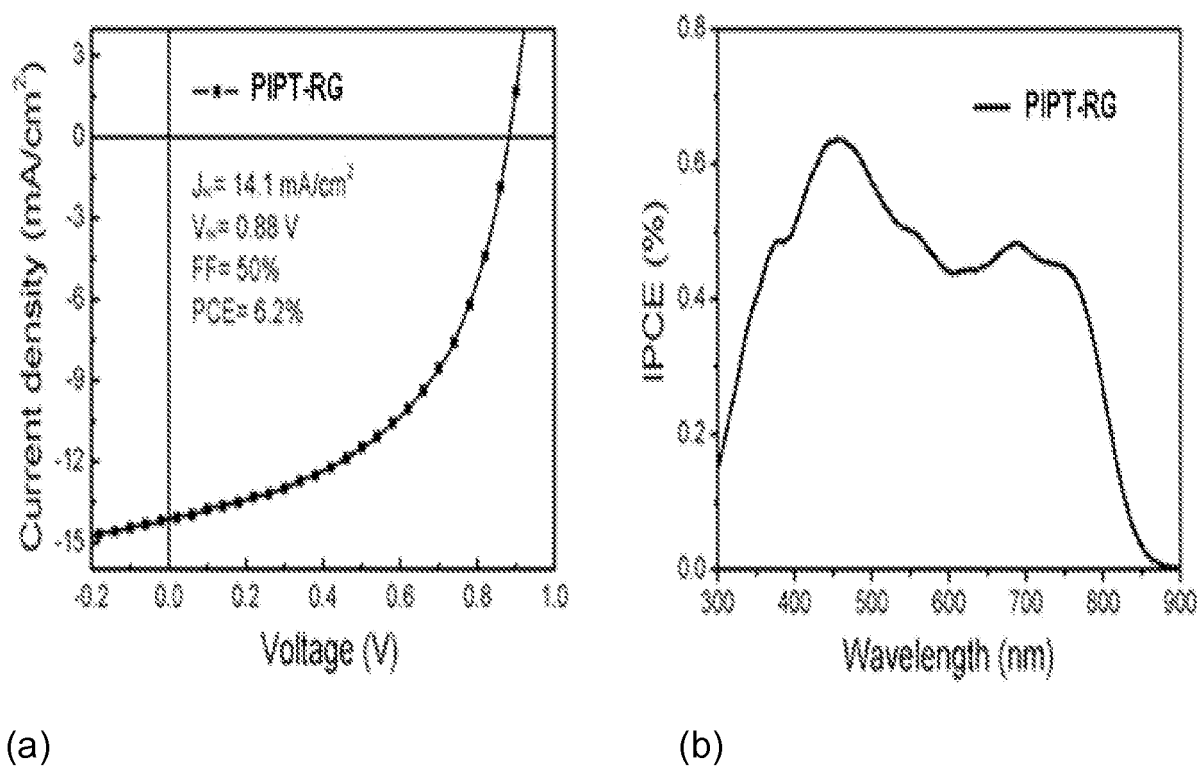 3
0
-3
-6
-9
-12
-15
Current density (mA/cm²)
PIPT-RG
= 14.1 mA/cm²
= 0.88 V
FF= 50%
PCE= 6.2%
-0.2 0.0 0.2 0.4 0.6 0.8 1.0
Voltage (V)
(a)
0.8
0.6
0.4
0.2
0.0
IPCE (%)
PIPT-RG
300 400 500 600 700 800 900
Wavelength (nm)
(b)